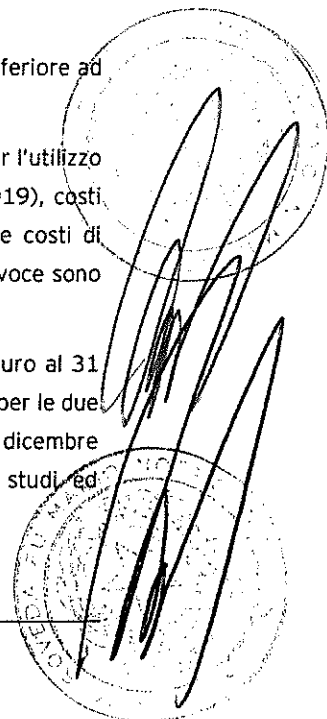 feriore ad
r l'utilizzo
19), costi
e costi di
voce sono
uro al 31
per le due
dicembre
studi ed